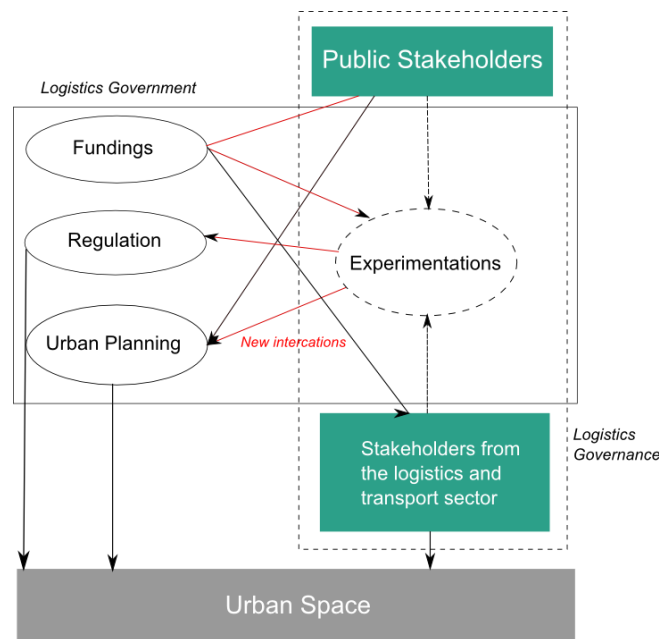 Public Stakeholders
Logistics Government
Fundings
Regulation
Experimentations
Urban Planning
New intercations
Stakeholders from
the logistics and
transport sector
Logistics
Governance
Urban Space